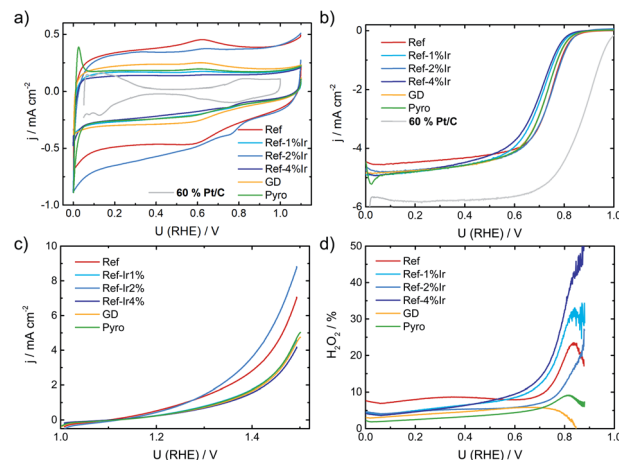 a)
j / mA cm-2
0.5
0.0
-0.5
-1.0
0.0
0.2
0.4
0.6
0.8
1.0
U (RHE) / V
Ref
Ref-1%Ir
Ref-2%Ir
Ref-4%Ir
GD
Pyro
60 % Pt/C
b)
j / mA cm-2
0
-2
-4
-6
0.0
0.2
0.4
0.6
0.8
1.0
U (RHE) / V
Ref
Ref-1%Ir
Ref-2%Ir
Ref-4%Ir
GD
Pyro
60 % Pt/C
c)
j / mA cm-2
10
8
6
4
2
0
1.0
1.2
1.4
U (RHE) / V
Ref
Ref-Ir1%
Ref-Ir2%
Ref-Ir4%
GD
Pyro
d)
H2O2 / %
50
40
30
20
10
0
0.0
0.2
0.4
0.6
0.8
1.0
U (RHE) / V
Ref
Ref-1%Ir
Ref-2%Ir
Ref-4%Ir
GD
Pyro